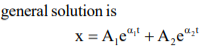 general solution is
x = A₁e^{α₁t} + A₂e^{α₂t}